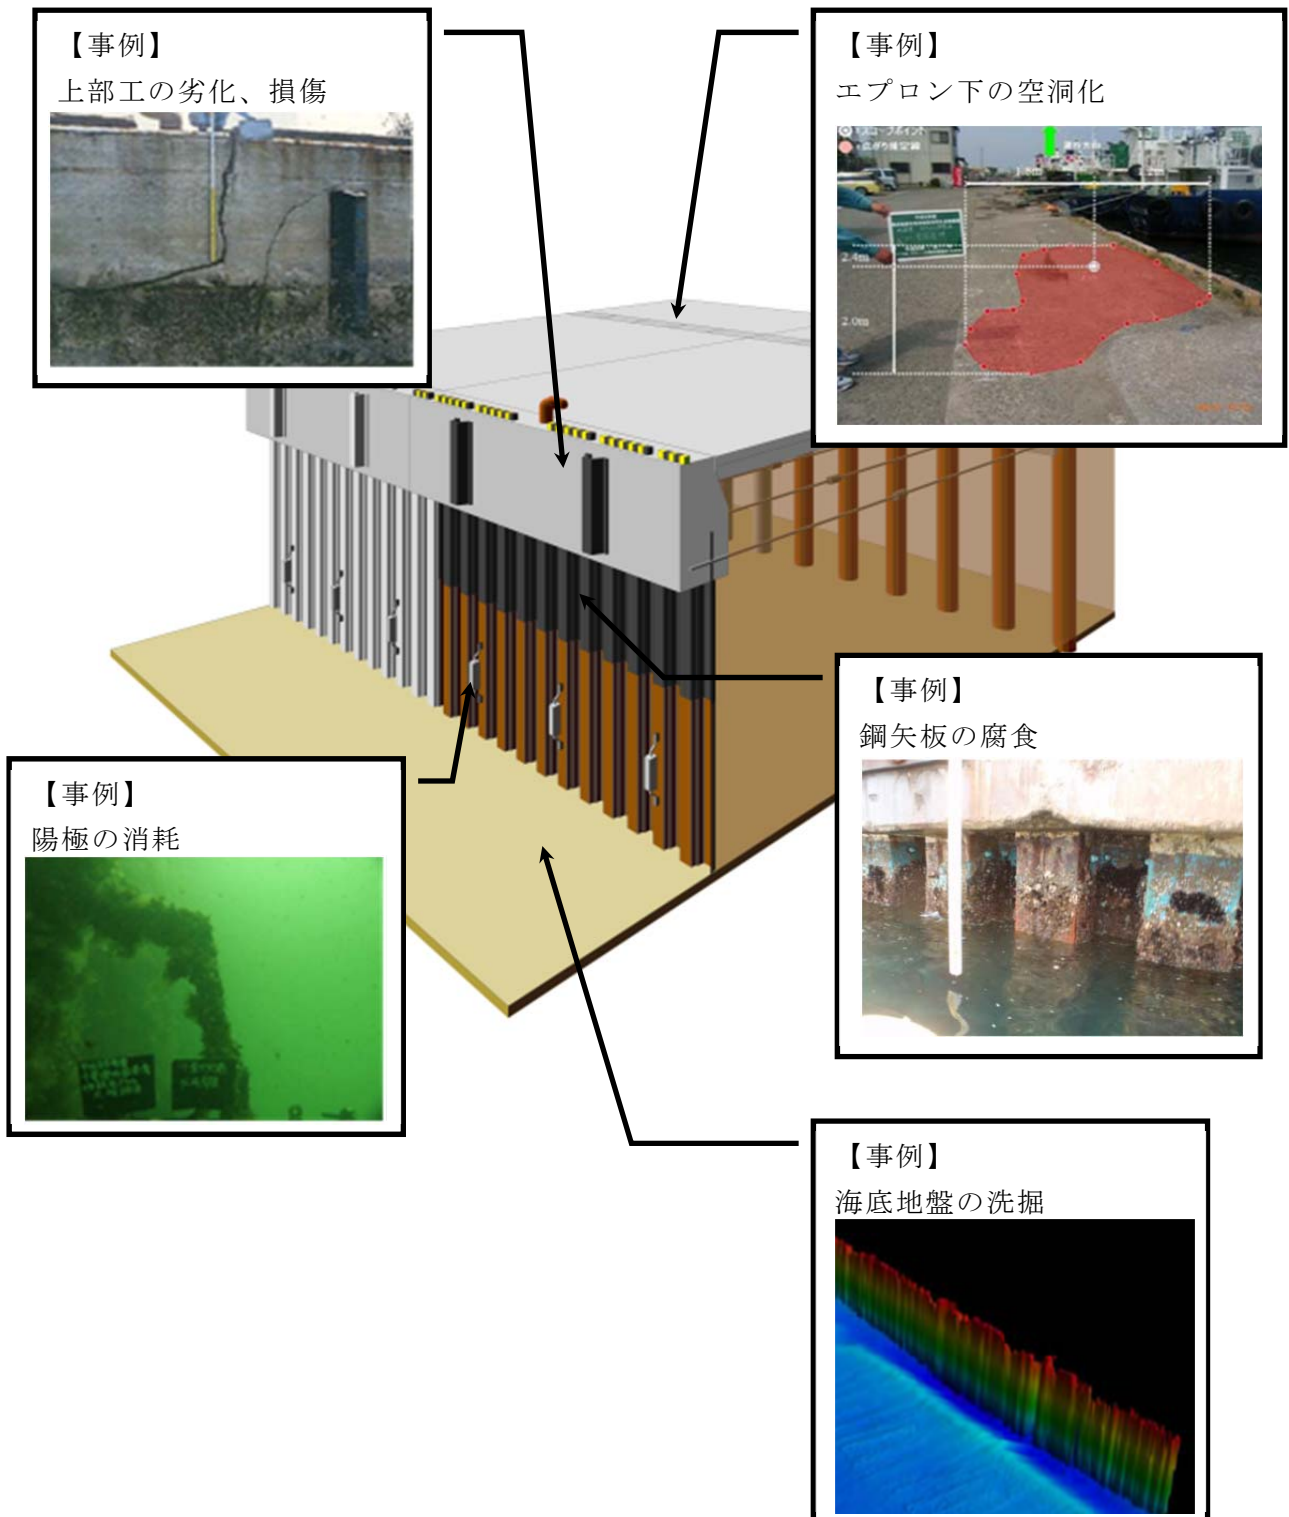 【事例】
上部工の劣化、損傷
【事例】
エプロン下の空洞化
2.4m
2.0m
【事例】
鋼矢板の腐食
【事例】
陽極の消耗
【事例】
海底地盤の洗掘